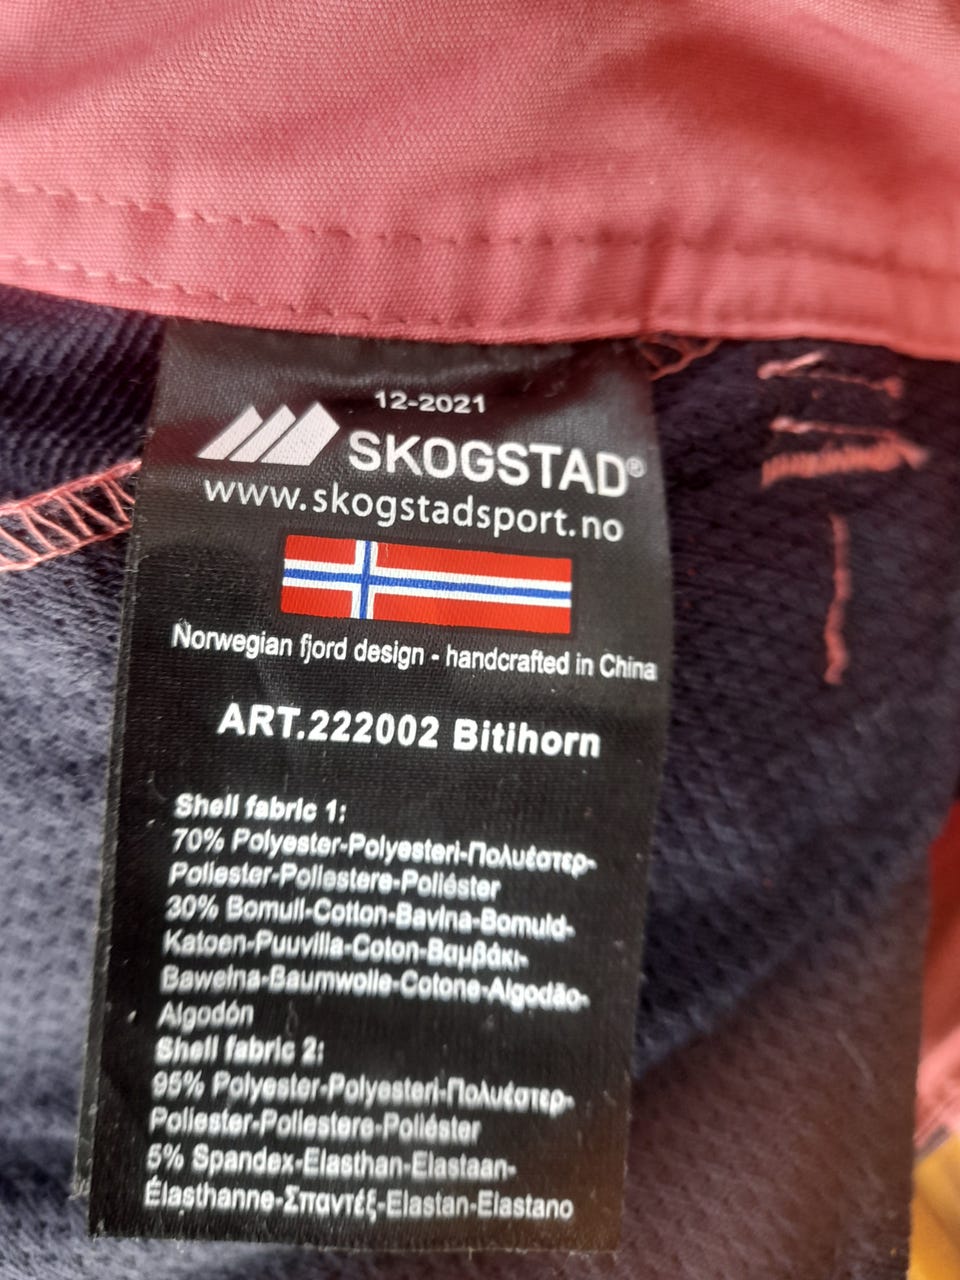 12-2021
SKOGSTAD®
www.skogstadsport.no
Norwegian fjord design - handcrafted in China
ART.222002 Bitihorn
Shell fabric 1:
70% Polyester-Polyesteri-Πολυέστερ-
Poliester-Poliestere-Poliéster
30% Bomull-Cotton-Bavlna-Bomuld-
Katoen-Puuvilla-Coton-Βαμβάκι-
Bawelna-Baumwolle-Cotone-Algodão-
Algodón
Shell fabric 2:
95% Polyester-Polyesteri-Πολυέστερ-
Poliester-Poliestere-Poliéster
5% Spandex-Elasthan-Elastaan-
Élasthanne-Σπαντέξ-Elastan-Elastano